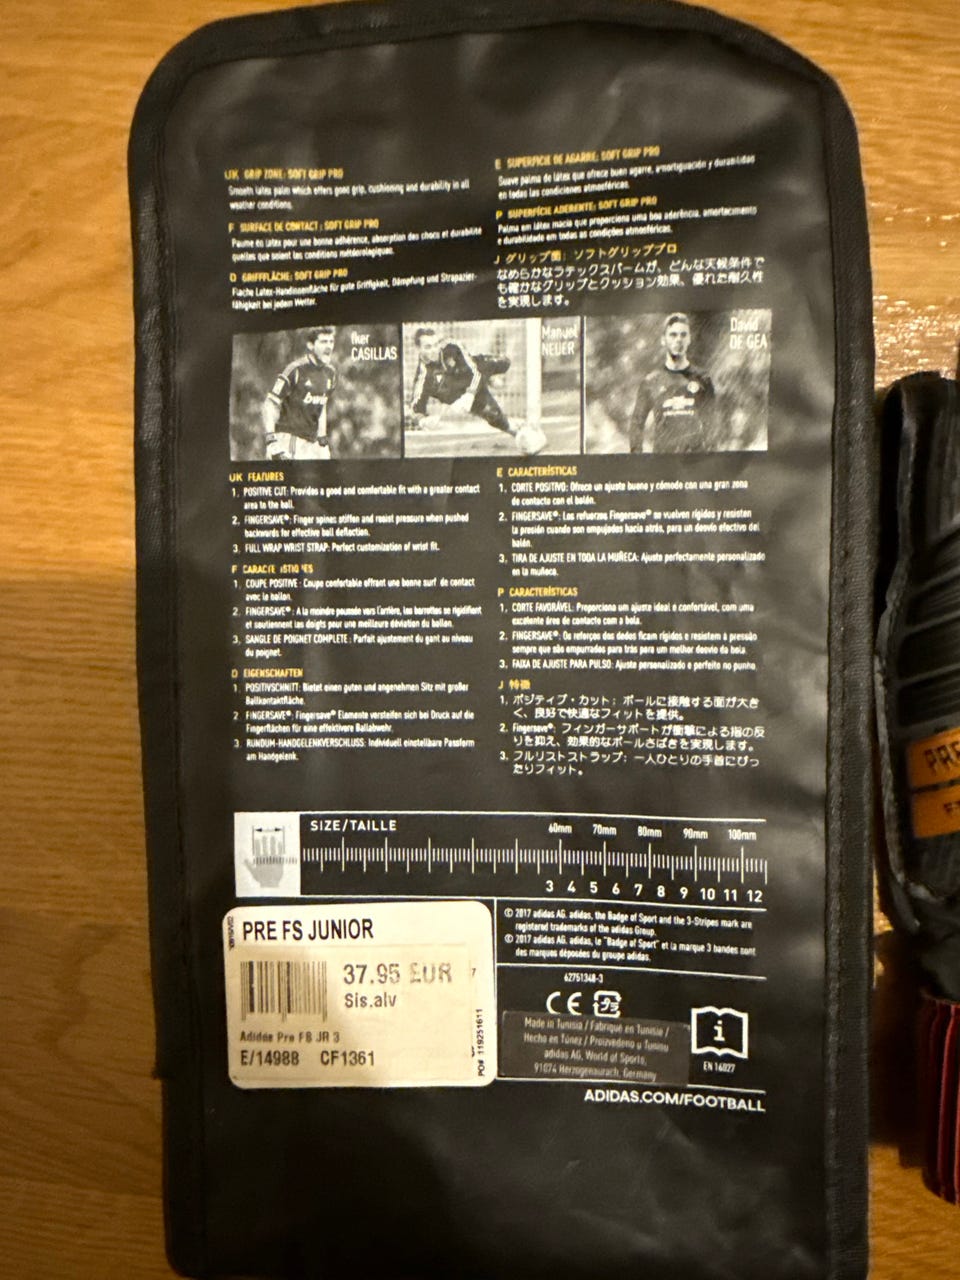 UK GRIP ZONE: SOFT GRIP PRO
Smooth latex palm which offers good grip, cushioning and durability in all
weather conditions.
F SURFACE DE CONTACT: SOFT GRIP PRO
Paume en latex pour une bonne adhérence, absorption des chocs et durabilité
quelles que soient les conditions météorologiques.
D GRIFFFLÄCHE: SOFT GRIP PRO
Flache Latex-Handinnenfläche für gute Griffigkeit, Dämpfung und Strapazier-
fähigkeit bei jedem Wetter.
E SUPERFICIE DE AGARRE: SOFT GRIP PRO
Suave palma de látex que ofrece buen agarre, amortiguación y durabilidad
en todas las condiciones atmosféricas.
P SUPERFÍCIE ADERENTE: SOFT GRIP PRO
Palma em látex macia que proporciona uma boa aderência, amortecimento
e durabilidade em todas as condições atmosféricas.
J グリップ面: ソフトグリッププロ
なめらかなラテックスパームが、どんな天候条件で
も確かなグリップとクッション効果、優れた耐久性
を実現します。
Iker
CASILLAS
Manuel
NEUER
David
DE GEA
bwin
UK FEATURES
1. POSITIVE CUT: Provides a good and comfortable fit with a greater contact
area to the ball.
2. FINGERSAVE®: Finger spines stiffen and resist pressure when pushed
backwards for effective ball deflection.
3. FULL WRAP WRIST STRAP: Perfect customization of wrist fit.
F CARACTE ISTIQ ES
1. COUPE POSITIVE: Coupe confortable offrant une bonne surf de contact
avec le ballon.
2. FINGERSAVE®: A la moindre poussée vers l'arrière, les barrettes se rigidifient
et soutiennent les doigts pour une meilleure déviation du ballon.
3. SANGLE DE POIGNET COMPLETE: Parfait ajustement du gant au niveau
du poignet.
D EIGENSCHAFTEN
1. POSITIVSCHNITT: Bietet einen guten und angenehmen Sitz mit großer
Ballkontaktfläche.
2 FINGERSAVE®: Fingersave® Elemente versteifen sich bei Druck auf die
Fingerflächen für eine effektivere Ballabwehr.
3. RUNDUM-HANDGELENKVERSCHLUSS: Individuell einstellbare Passform
am Handgelenk.
E CARACTERÍSTICAS
1. CORTE POSITIVO: Ofrece un ajuste bueno y cómodo con una gran zona
de contacto con el balón.
2. FINGERSAVE®: Los refuerzos Fingersave® se vuelven rígidos y resisten
la presión cuando son empujados hacia atrás, para un desvío efectivo del
balón.
3. TIRA DE AJUSTE EN TODA LA MUÑECA: Ajuste perfectamente personalizado
en la muñeca.
P CARACTERÍSTICAS
1. CORTE FAVORÁVEL: Proporciona um ajuste ideal e confortável, com uma
excelente área de contacto com a bola.
2. FINGERSAVE®: Os reforços dos dedos ficam rígidos e resistem à pressão
sempre que são empurrados para trás para um melhor desvio da bola
3. FAIXA DE AJUSTE PARA PULSO: Ajuste personalizado e perfeito no punho.
J 特徴
1. ポジティブ・カット: ボールに接触する面が大き
く、良好で快適なフィットを提供。
2. Fingersave®: フィンガーサポートが衝撃による指の反
りを抑え、効果的なボールさばきを実現します。
3. フルリストストラップ: 一人ひとりの手首にぴっ
たりフィット。
SIZE/TAILLE
60mm 70mm 80mm 90mm 100mm
3 4 5 6 7 8 9 10 11 12
PRE FS JUNIOR
37.95 EUR
Sis.alv
Adidas Pre FS JR 3
E/14988 CF1361
PO# 119251611
© 2017 adidas AG. adidas, the Badge of Sport and the 3-Stripes mark are
registered trademarks of the adidas Group.
© 2017 adidas AG. adidas, le "Badge of Sport" et la marque 3 bandes sont
des marques déposées du groupe adidas.
62751348-3
CE
Made in Tunisia / Fabriqué en Tunisie /
Hecho en Túnez / Proizvedeno u Tunisu
adidas AG, World of Sports,
91074 Herzogenaurach, Germany
i
EN 16027
ADIDAS.COM/FOOTBALL